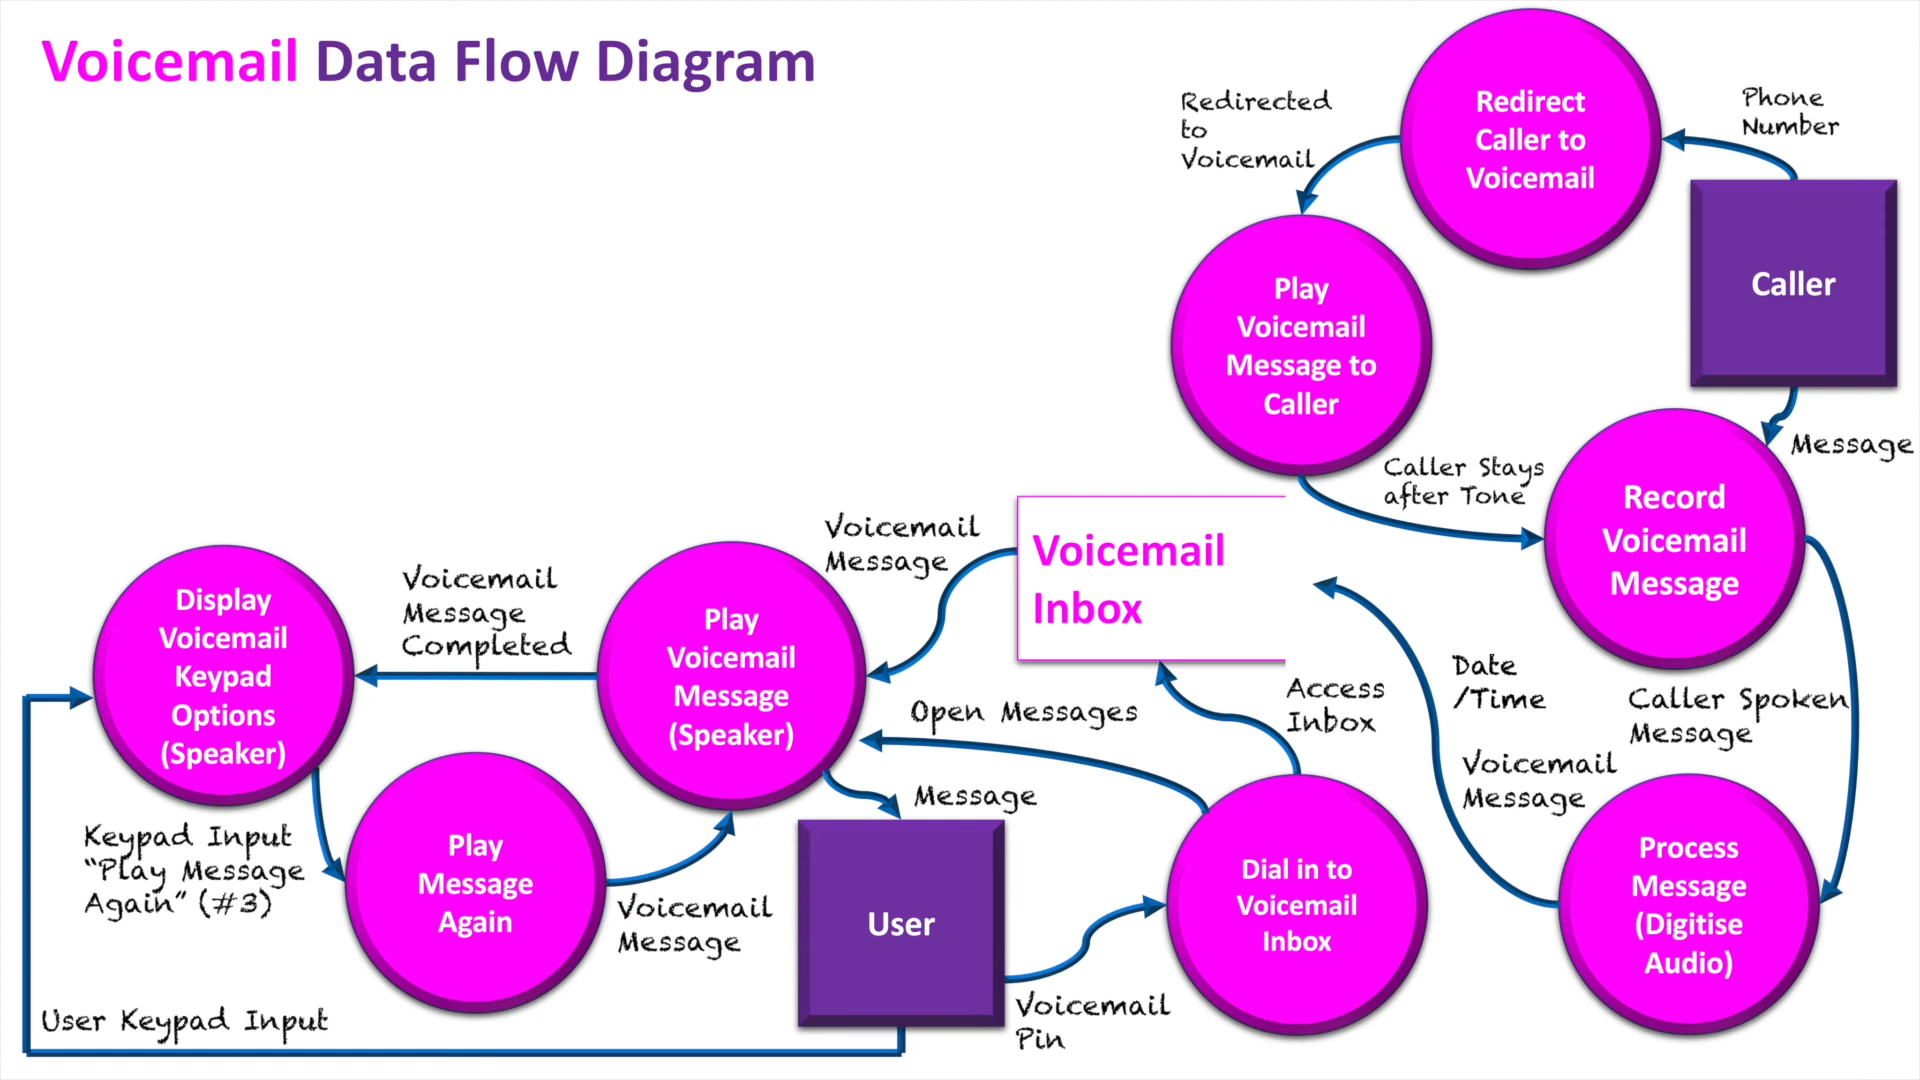 Voicemail Data Flow Diagram
Redirect
Caller to
Voicemail
Phone
Number
Redirected
to
Voicemail
Caller
Play
Voicemail
Message to
Caller
Message
Caller Stays
after Tone
Record
Voicemail
Message
Voicemail
Inbox
Voicemail
Message
Display
Voicemail
Keypad
Options
(Speaker)
Voicemail
Message
Completed
Play
Voicemail
Message
(Speaker)
Open Messages
Access
Inbox
Date
/Time
Caller Spoken
Message
Voicemail
Message
Message
Keypad Input
"Play Message
Again" (#3)
Play
Message
Again
Voicemail
Message
User
Dial in to
Voicemail
Inbox
Process
Message
(Digitise
Audio)
User Keypad Input
Voicemail
Pin